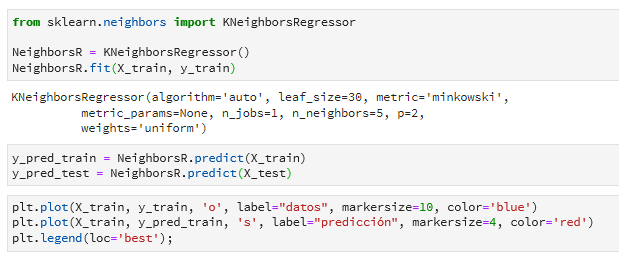 from sklearn.neighbors import KNeighborsRegressor
NeighborsR = KNeighborsRegressor()
NeighborsR.fit(X_train, y_train)
KNeighborsRegressor(algorithm='auto', leaf_size=30, metric='minkowski',
          metric_params=None, n_jobs=1, n_neighbors=5, p=2,
          weights='uniform')
y_pred_train = NeighborsR.predict(X_train)
y_pred_test = NeighborsR.predict(X_test)
plt.plot(X_train, y_train, 'o', label="datos", markersize=10, color='blue')
plt.plot(X_train, y_pred_train, 's', label="predicción", markersize=4, color='red')
plt.legend(loc='best');